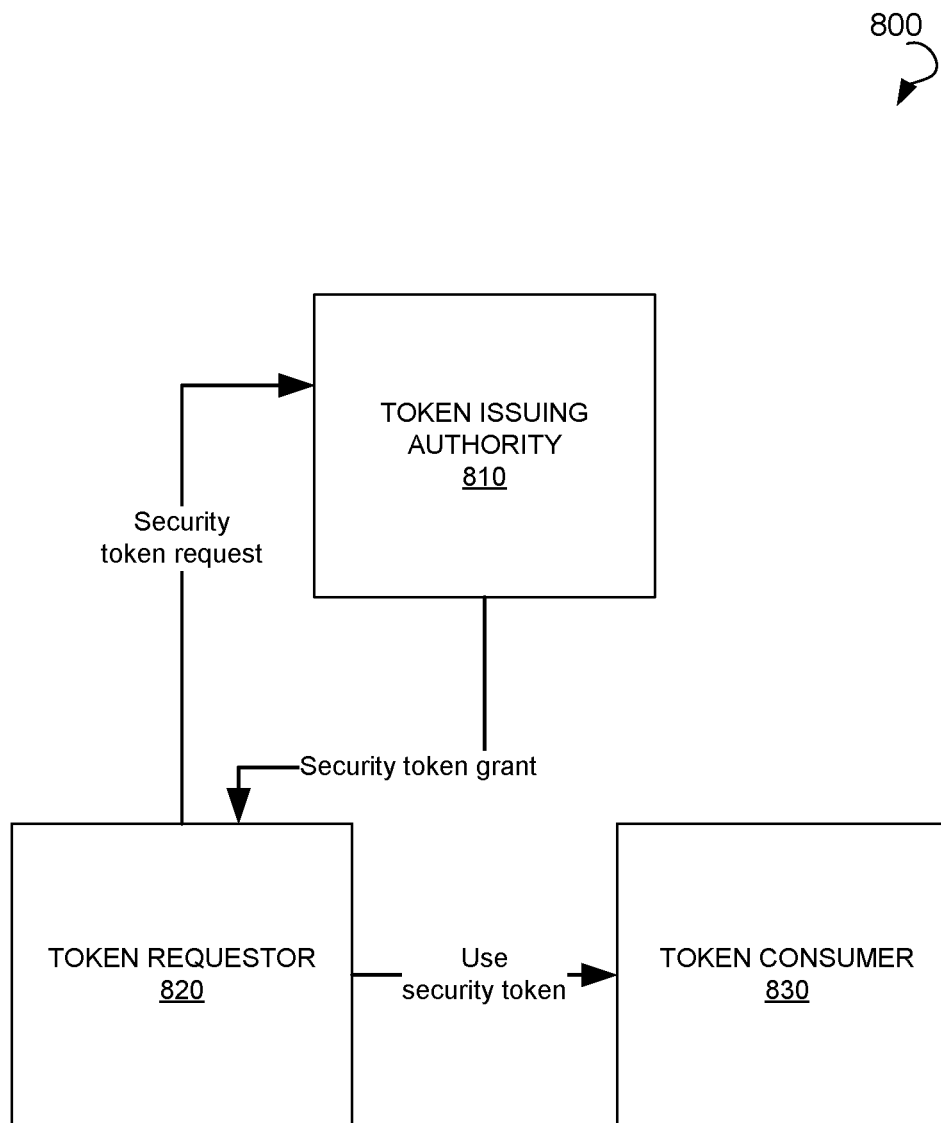 800
TOKEN ISSUING
AUTHORITY
810
Security
token request
Security token grant
TOKEN REQUESTOR
820
Use
security token
TOKEN CONSUMER
830